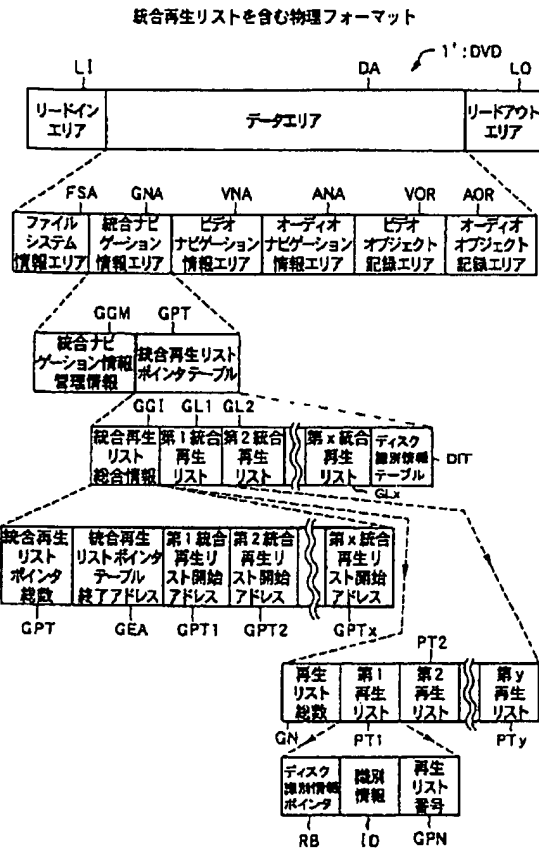 統合再生リストを含む物理フォーマット
1':DVD
LI
DA
LO
リードイン
エリア
データエリア
リードアウト
エリア
FSA
GNA
VNA
ANA
VOR
AOR
ファイル
システム
情報エリア
統合ナビ
ゲーション
情報エリア
ビデオ
ナビゲーション
情報エリア
オーディオ
ナビゲーション
情報エリア
ビデオ
オブジェクト
記録エリア
オーディオ
オブジェクト
記録エリア
GGM
GPT
統合ナビ
ゲーション情報
管理情報
統合再生リスト
ポインタテーブル
GGI
GL1
GL2
統合再生
リスト
総合情報
第1統合
再生
リスト
第2統合
再生
リスト
第x統合
再生
リスト
ディスク
識別情報
テーブル
DIT
GLx
統合再生
リスト
ポインタ
総数
統合再生
リストポインタ
テーブル
終了アドレス
第1統合
再生リ
スト開始
アドレス
第2統合
再生リ
スト開始
アドレス
第x統合
再生リ
スト開始
アドレス
GPT
GEA
GPT1
GPT2
GPTx
PT2
再生
リスト
総数
第1
再生
リスト
第2
再生
リスト
第y
再生
リスト
GN
PT1
PTy
ディスク
識別情報
ポインタ
識別
情報
再生
リスト
番号
RB
ID
GPN